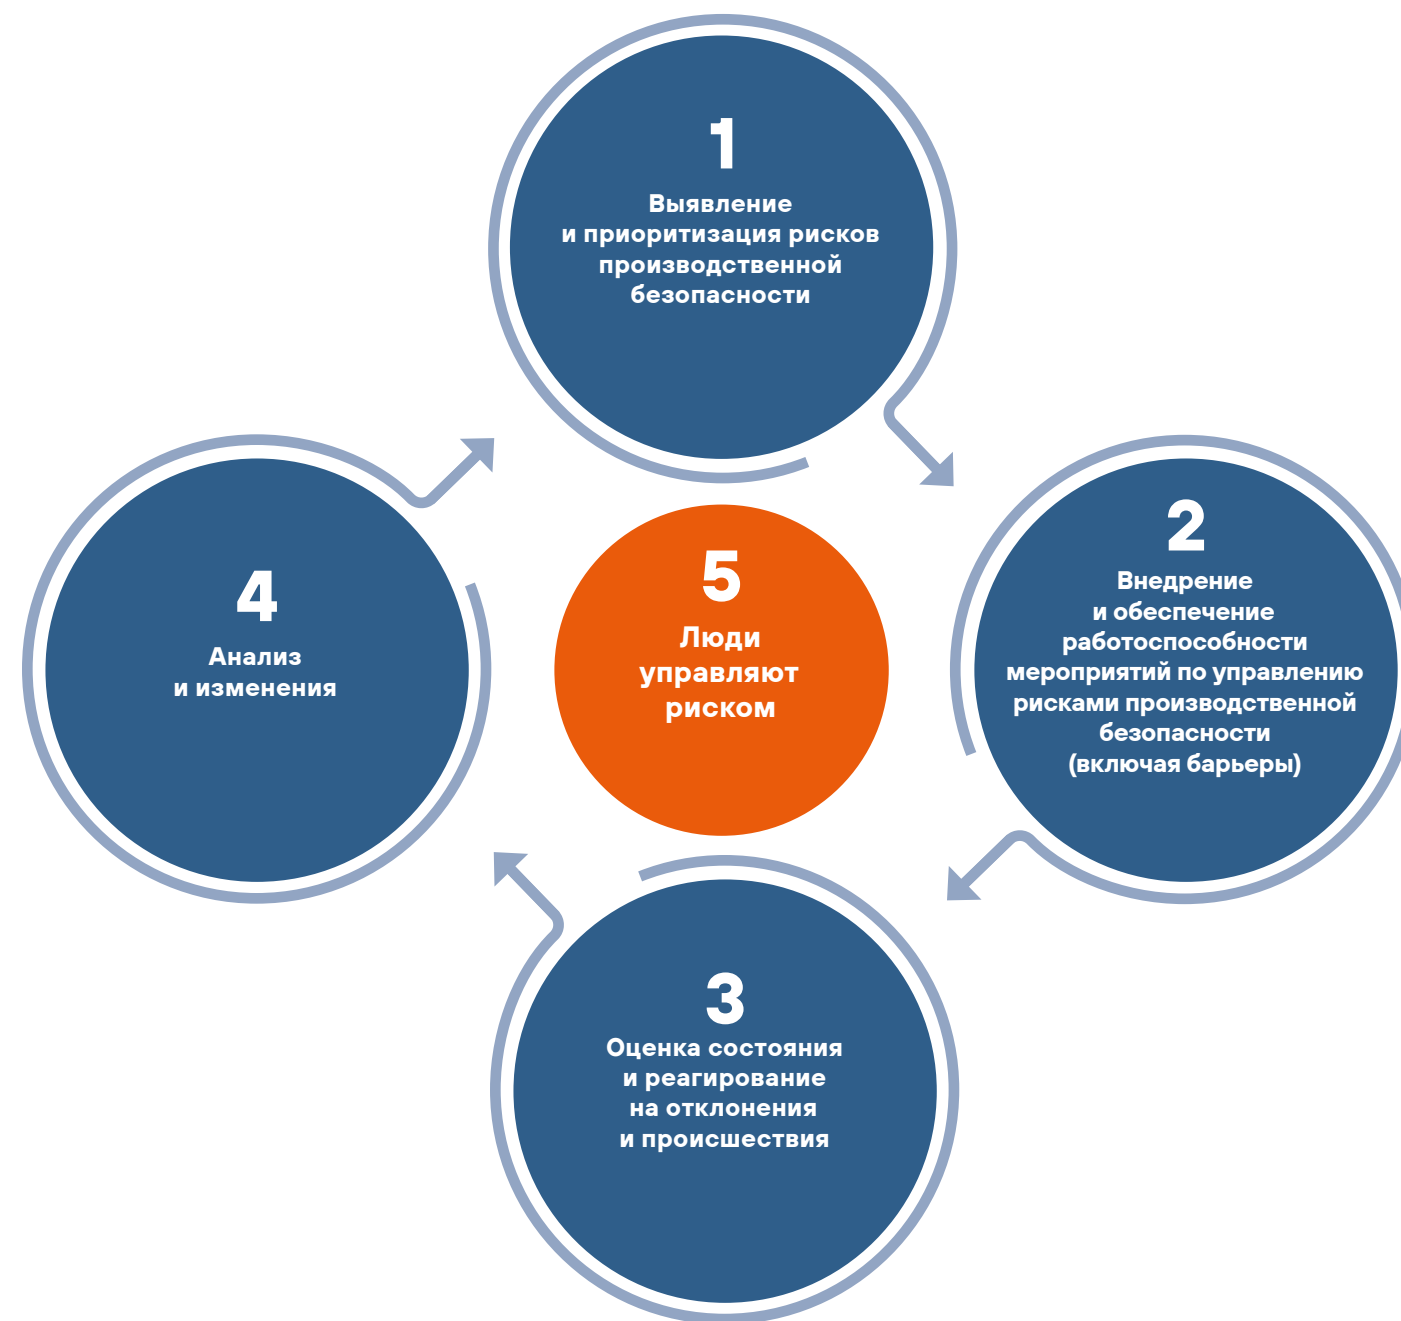 1
Выявление
и приоритизация рисков
производственной
безопасности
2
Внедрение
и обеспечение
работоспособности
мероприятий по управлению
рисками производственной
безопасности
(включая барьеры)
3
Оценка состояния
и реагирование
на отклонения
и происшествия
4
Анализ
и изменения
5
Люди
управляют
риском